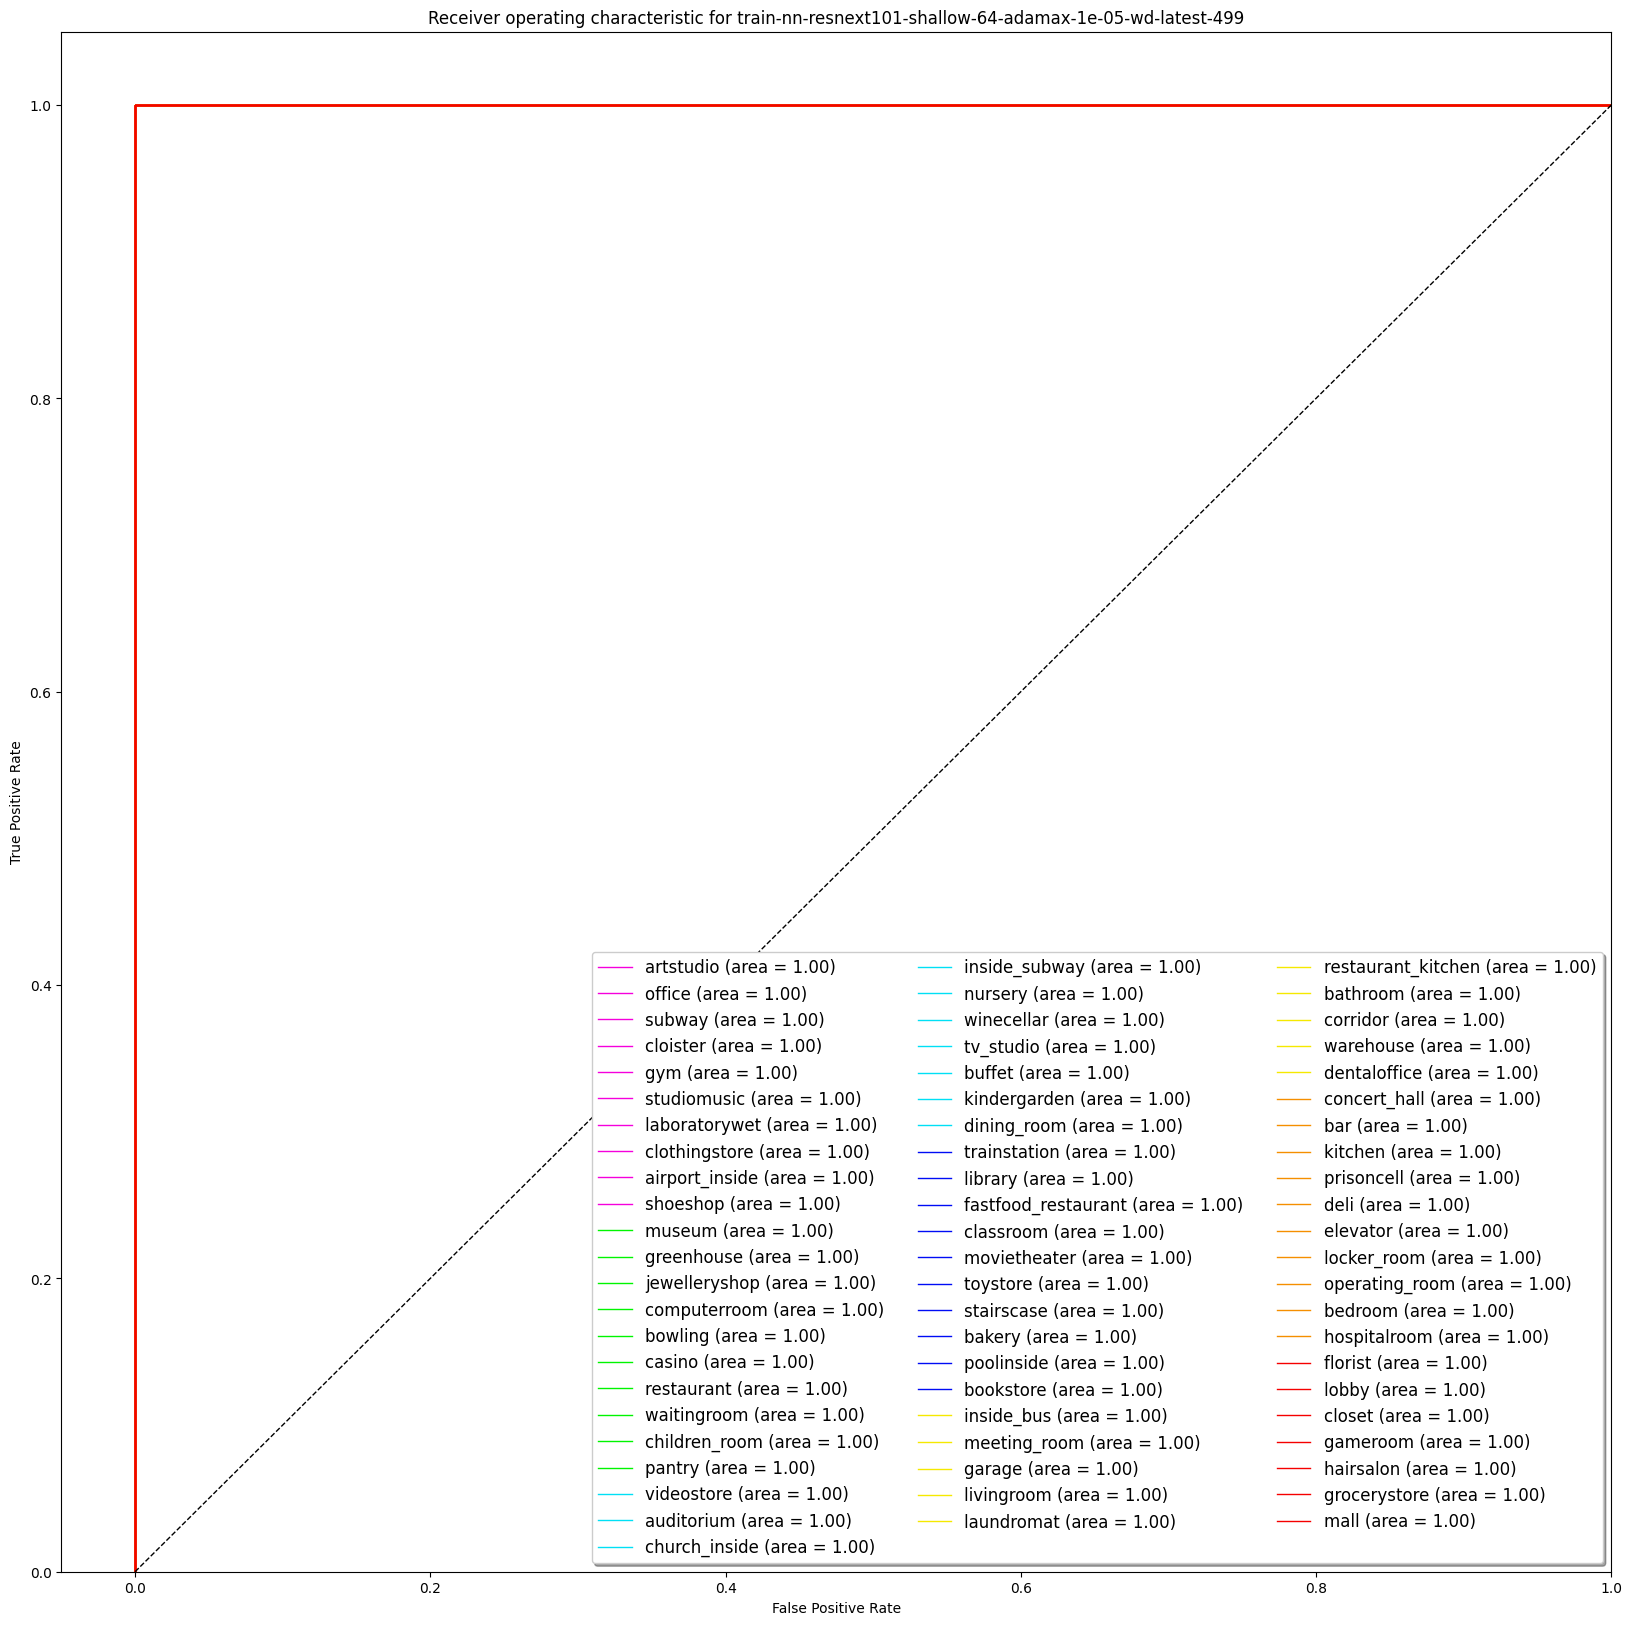 Receiver operating characteristic for train-nn-resnext101-shallow-64-adamax-1e-05-wd-latest-499
True Positive Rate
1.0
0.8
0.6
0.4
0.2
0.0
artstudio (area = 1.00)
office (area = 1.00)
subway (area = 1.00)
cloister (area = 1.00)
gym (area = 1.00)
studiomusic (area = 1.00)
laboratorywet (area = 1.00)
clothingstore (area = 1.00)
airport_inside (area = 1.00)
shoeshop (area = 1.00)
museum (area = 1.00)
greenhouse (area = 1.00)
jewelleryshop (area = 1.00)
computerroom (area = 1.00)
bowling (area = 1.00)
casino (area = 1.00)
restaurant (area = 1.00)
waitingroom (area = 1.00)
children_room (area = 1.00)
pantry (area = 1.00)
videostore (area = 1.00)
auditorium (area = 1.00)
church_inside (area = 1.00)
inside_subway (area = 1.00)
nursery (area = 1.00)
winecellar (area = 1.00)
tv_studio (area = 1.00)
buffet (area = 1.00)
kindergarden (area = 1.00)
dining_room (area = 1.00)
trainstation (area = 1.00)
library (area = 1.00)
fastfood_restaurant (area = 1.00)
classroom (area = 1.00)
movietheater (area = 1.00)
toystore (area = 1.00)
stairscase (area = 1.00)
bakery (area = 1.00)
poolinside (area = 1.00)
bookstore (area = 1.00)
inside_bus (area = 1.00)
meeting_room (area = 1.00)
garage (area = 1.00)
livingroom (area = 1.00)
laundromat (area = 1.00)
restaurant_kitchen (area = 1.00)
bathroom (area = 1.00)
corridor (area = 1.00)
warehouse (area = 1.00)
dentaloffice (area = 1.00)
concert_hall (area = 1.00)
bar (area = 1.00)
kitchen (area = 1.00)
prisoncell (area = 1.00)
deli (area = 1.00)
elevator (area = 1.00)
locker_room (area = 1.00)
operating_room (area = 1.00)
bedroom (area = 1.00)
hospitalroom (area = 1.00)
florist (area = 1.00)
lobby (area = 1.00)
closet (area = 1.00)
gameroom (area = 1.00)
hairsalon (area = 1.00)
grocerystore (area = 1.00)
mall (area = 1.00)
0.0 0.2 0.4 0.6 0.8 1.0
False Positive Rate